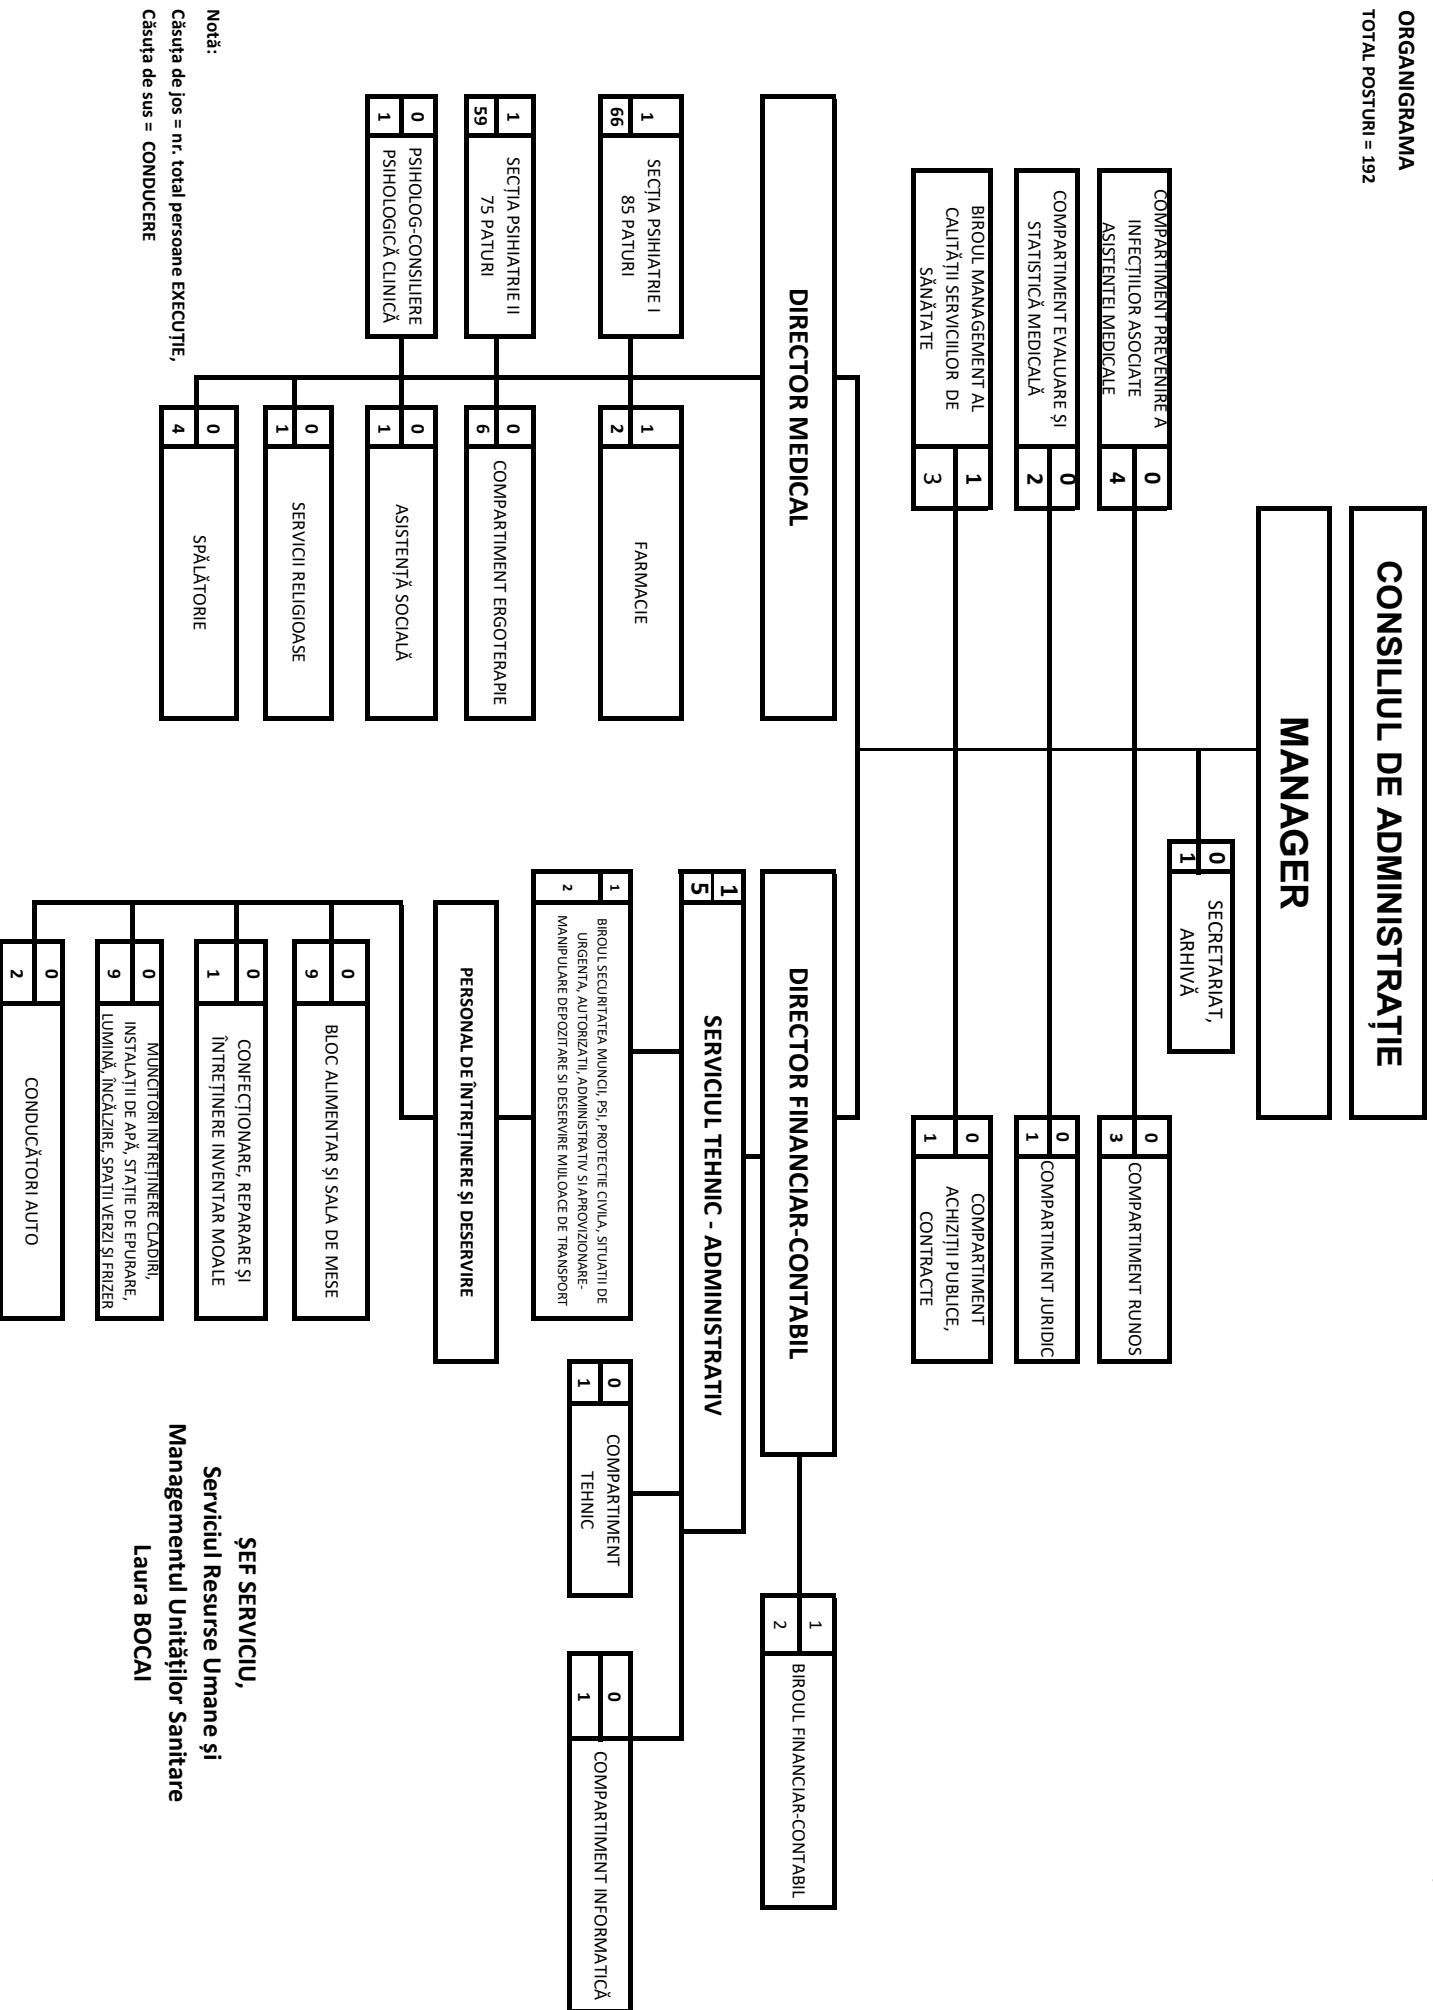 ORGANIGRAMA
TOTAL POSTURI = 192
CONSILIUL DE ADMINISTRAȚIE
MANAGER
0
1
SECRETARIAT,
ARHIVĂ
COMPARTIMENT PREVENIRE A
INFECȚIILOR ASOCIATE
ASISTENTEI MEDICALE
0
4
0
3
COMPARTIMENT RUNOS
COMPARTIMENT EVALUARE ȘI
STATISTICĂ MEDICALĂ
0
2
0
1
COMPARTIMENT JURIDIC
BIROUL MANAGEMENT AL
CALITĂȚII SERVICIILOR DE
SĂNĂTATE
1
3
0
1
COMPARTIMENT
ACHIZIȚII PUBLICE,
CONTRACTE
DIRECTOR MEDICAL
DIRECTOR FINANCIAR-CONTABIL
1
2
BIROUL FINANCIAR-CONTABIL
1
5
SERVICIUL TEHNIC - ADMINISTRATIV
1
66
SECȚIA PSIHIATRIE I
85 PATURI
1
2
FARMACIE
1
2
BIROUL SECURITATEA MUNCII, PSI, PROTECTIE CIVILA, SITUATII DE
URGENTA, AUTORIZATII, ADMINISTRATIV SI APROVIZIONARE-
MANIPULARE DEPOZITARE SI DESERVIRE MIJLOACE DE TRANSPORT
0
1
COMPARTIMENT
TEHNIC
0
1
COMPARTIMENT INFORMATICĂ
1
59
SECȚIA PSIHIATRIE II
75 PATURI
0
6
COMPARTIMENT ERGOTERAPIE
PERSONAL DE ÎNTREȚINERE ȘI DESERVIRE
0
1
PSIHOLOG-CONSILIERE
PSIHOLOGICĂ CLINICĂ
0
1
ASISTENȚĂ SOCIALĂ
0
9
BLOC ALIMENTAR ȘI SALA DE MESE
0
1
SERVICII RELIGIOASE
0
1
CONFECȚIONARE, REPARARE ȘI
ÎNTREȚINERE INVENTAR MOALE
0
4
SPĂLĂTORIE
0
9
MUNCITORI INTREȚINERE CLADIRI,
INSTALAȚII DE APĂ, STAȚIE DE EPURARE,
LUMINĂ, ÎNCĂLZIRE, SPAȚII VERZI ȘI FRIZER
0
2
CONDUCĂTORI AUTO
Notă:
Căsuța de jos = nr. total persoane EXECUȚIE,
Căsuța de sus = CONDUCERE
ȘEF SERVICIU,
Serviciul Resurse Umane și
Managementul Unităților Sanitare
Laura BOCAI